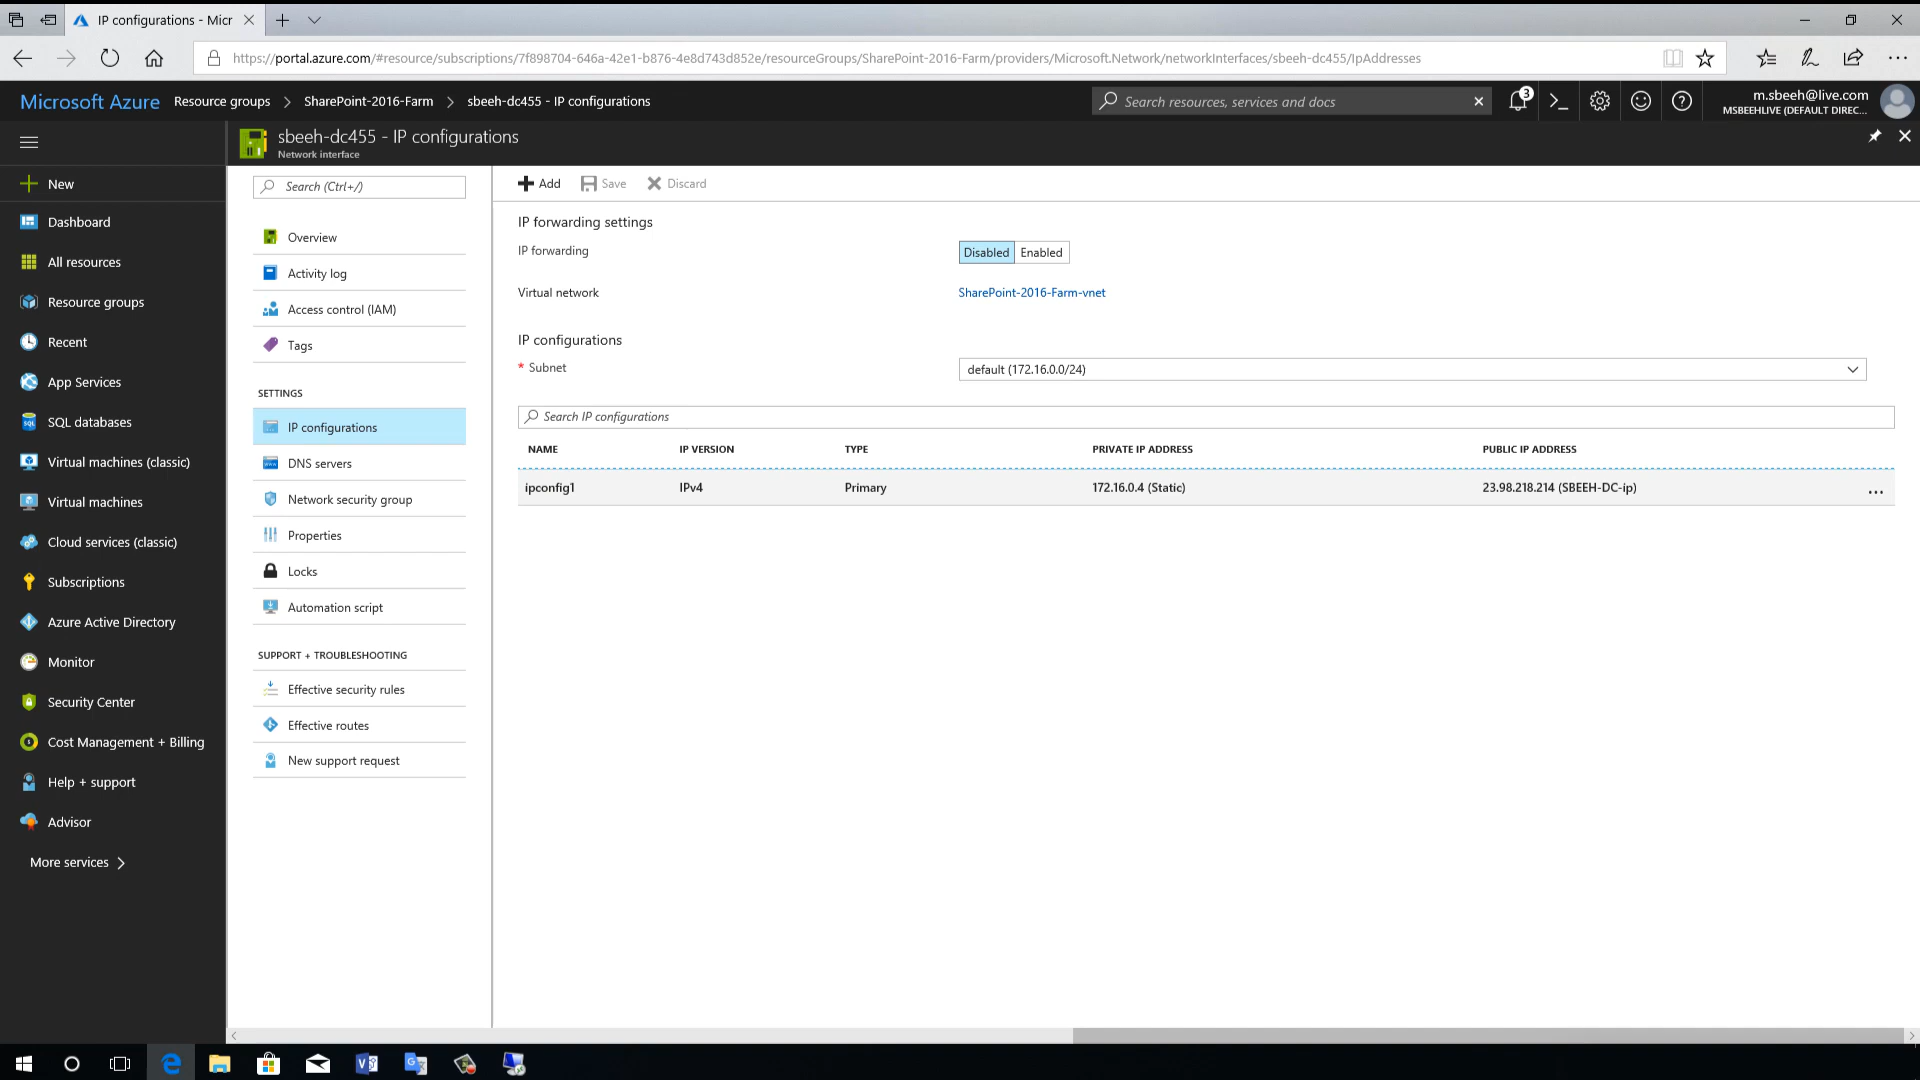 IP configurations - Micr
https://portal.azure.com/#resource/subscriptions/7f898704-646a-42e1-b876-4e8d743d852e/resourceGroups/SharePoint-2016-Farm/providers/Microsoft.Network/networkInterfaces/sbeeh-dc455/IpAddresses
Microsoft Azure Resource groups > SharePoint-2016-Farm > sbeeh-dc455 - IP configurations
Search resources, services and docs
3
m.sbeeh@live.com
MSBEEHLIVE (DEFAULT DIREC...
sbeeh-dc455 - IP configurations
Network interface
New
Dashboard
All resources
Resource groups
Recent
App Services
SQL databases
Virtual machines (classic)
Virtual machines
Cloud services (classic)
Subscriptions
Azure Active Directory
Monitor
Security Center
Cost Management + Billing
Help + support
Advisor
More services >
Search (Ctrl+/)
Overview
Activity log
Access control (IAM)
Tags
SETTINGS
IP configurations
DNS servers
Network security group
Properties
Locks
Automation script
SUPPORT + TROUBLESHOOTING
Effective security rules
Effective routes
New support request
Add Save Discard
IP forwarding settings
IP forwarding Disabled Enabled
Virtual network SharePoint-2016-Farm-vnet
IP configurations
* Subnet default (172.16.0.0/24)
Search IP configurations
NAME IP VERSION TYPE PRIVATE IP ADDRESS PUBLIC IP ADDRESS
ipconfig1 IPv4 Primary 172.16.0.4 (Static) 23.98.218.214 (SBEEH-DC-ip) ...